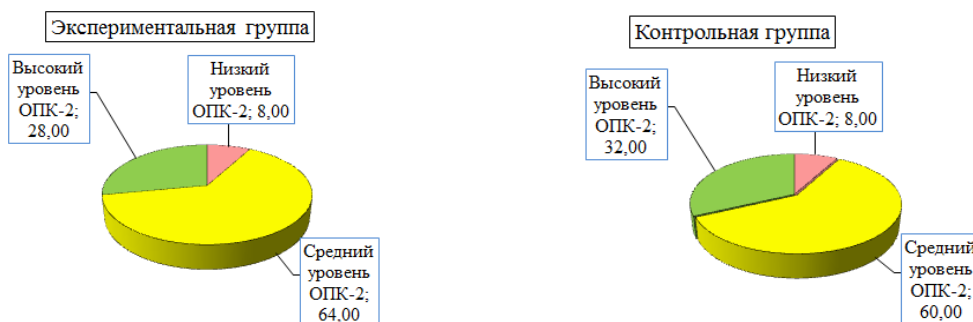 Экспериментальная группа
Высокий
уровень
ОПК-2;
28,00
Низкий
уровень
ОПК-2; 8,00
Средний
уровень
ОПК-2;
64,00
Контрольная группа
Высокий
уровень
ОПК-2;
32,00
Низкий
уровень
ОПК-2; 8,00
Средний
уровень
ОПК-2;
60,00